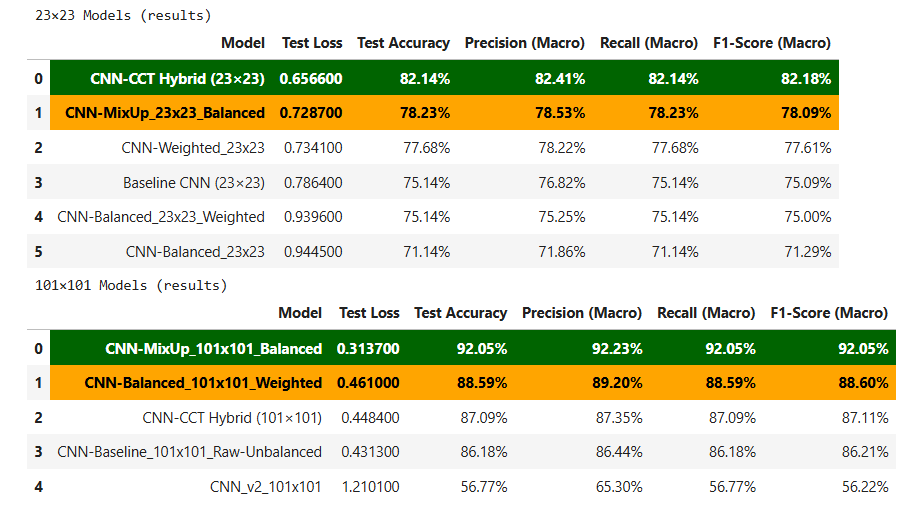 23×23 Models (results)
Model Test Loss Test Accuracy Precision (Macro) Recall (Macro) F1-Score (Macro)
0 CNN-CCT Hybrid (23×23) 0.656600 82.14% 82.41% 82.14% 82.18%
1 CNN-MixUp_23x23_Balanced 0.728700 78.23% 78.53% 78.23% 78.09%
2 CNN-Weighted_23x23 0.734100 77.68% 78.22% 77.68% 77.61%
3 Baseline CNN (23×23) 0.786400 75.14% 76.82% 75.14% 75.09%
4 CNN-Balanced_23x23_Weighted 0.939600 75.14% 75.25% 75.14% 75.00%
5 CNN-Balanced_23x23 0.944500 71.14% 71.86% 71.14% 71.29%
101×101 Models (results)
Model Test Loss Test Accuracy Precision (Macro) Recall (Macro) F1-Score (Macro)
0 CNN-MixUp_101x101_Balanced 0.313700 92.05% 92.23% 92.05% 92.05%
1 CNN-Balanced_101x101_Weighted 0.461000 88.59% 89.20% 88.59% 88.60%
2 CNN-CCT Hybrid (101×101) 0.448400 87.09% 87.35% 87.09% 87.11%
3 CNN-Baseline_101x101_Raw-Unbalanced 0.431300 86.18% 86.44% 86.18% 86.21%
4 CNN_v2_101x101 1.210100 56.77% 65.30% 56.77% 56.22%